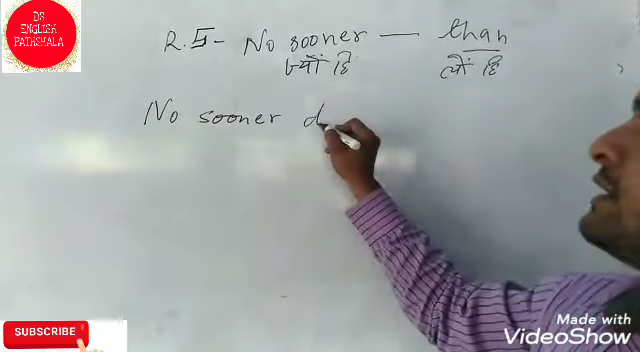 DS
ENGLISH
PATHSHALA
R.5- No sooner — than
ज्यों हि त्यों हि
No sooner d
SUBSCRIBE
Made with
VideoShow